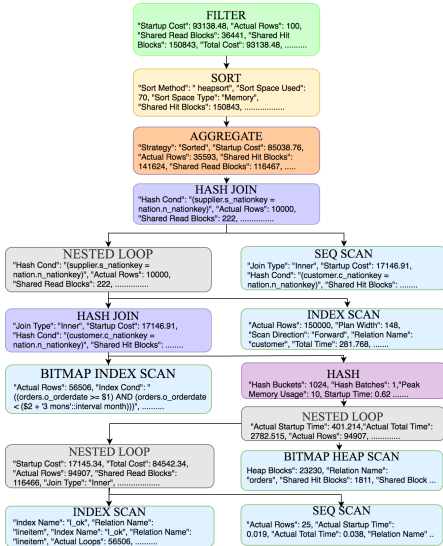 FILTER
"Startup Cost": 93138.48, "Actual Rows": 100,
"Shared Read Blocks": 36441, "Shared Hit
Blocks": 150843, "Total Cost": 93138.48, ..........
SORT
"Sort Method": " heapsort", "Sort Space Used":
70, "Sort Space Type": "Memory",
"Shared Hit Blocks": 150843, .................
AGGREGATE
"Strategy": "Sorted", "Startup Cost": 85038.76,
"Actual Rows": 35593, "Shared Hit Blocks":
141624, "Shared Read Blocks": 116467, .....
HASH JOIN
"Hash Cond": "(supplier.s_nationkey =
nation.n_nationkey)", "Actual Rows": 10000,
"Shared Read Blocks": 222, ...............
NESTED LOOP
"Hash Cond": "(supplier.s_nationkey =
nation.n_nationkey)", "Actual Rows": 10000,
"Shared Read Blocks": 222, ...............
SEQ SCAN
"Join Type": "Inner", "Startup Cost": 17146.91,
"Hash Cond": "(customer.c_nationkey =
nation.n_nationkey)", "Shared Hit Blocks": ........
HASH JOIN
"Join Type": "Inner", "Startup Cost": 17146.91,
"Hash Cond": "(customer.c_nationkey =
nation.n_nationkey)", "Shared Hit Blocks": ........
INDEX SCAN
"Actual Rows": 150000, "Plan Width": 148,
"Scan Direction": "Forward", "Relation Name":
"customer", "Total Time": 281.768, ......
BITMAP INDEX SCAN
"Actual Rows": 56506, "Index Cond": "
((orders.o_orderdate >= $1) AND (orders.o_orderdate
< ($2 + '3 mons'::interval month)))", ..........
HASH
"Hash Buckets": 1024, "Hash Batches": 1,"Peak
Memory Usage": 10, Startup Time": 0.62 .......
NESTED LOOP
"Actual Startup Time": 401.214,"Actual Total Time":
2782.515, "Actual Rows": 94907, ................
NESTED LOOP
"Startup Cost": 17145.34, "Total Cost": 84542.34,
"Actual Rows": 94907, "Shared Read Blocks":
116466, "Join Type": "Inner", ..............
BITMAP HEAP SCAN
Heap Blocks": 23230, "Relation Name":
"orders", "Shared Hit Blocks": 1811, "Shared Block ...
INDEX SCAN
"Index Name": "l_ok", "Relation Name":
"lineitem", "Index Name": "l_ok", "Relation Name":
"lineitem", "Actual Loops": 56506, ..........
SEQ SCAN
"Actual Rows": 25, "Actual Startup Time":
0.019, "Actual Total Time": 0.038, "Relation Name":
"nation", ...............